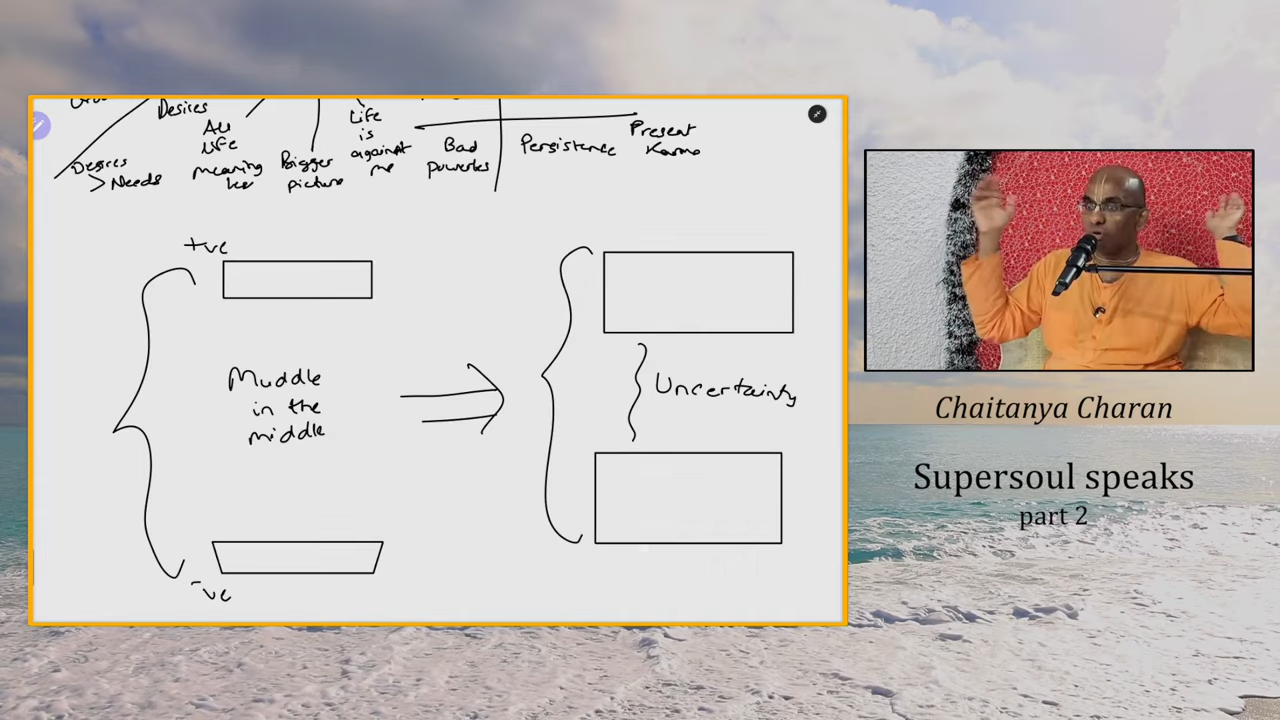 Desires
Desires
> Needs
All
Life
meaning
less
Bigger
picture
Life
is
against
me
Bad
Powerless
Persistence
Present
Karma
+ve
Muddle
in the
middle
-ve
Uncertainty
Chaitanya Charan
Supersoul speaks
part 2